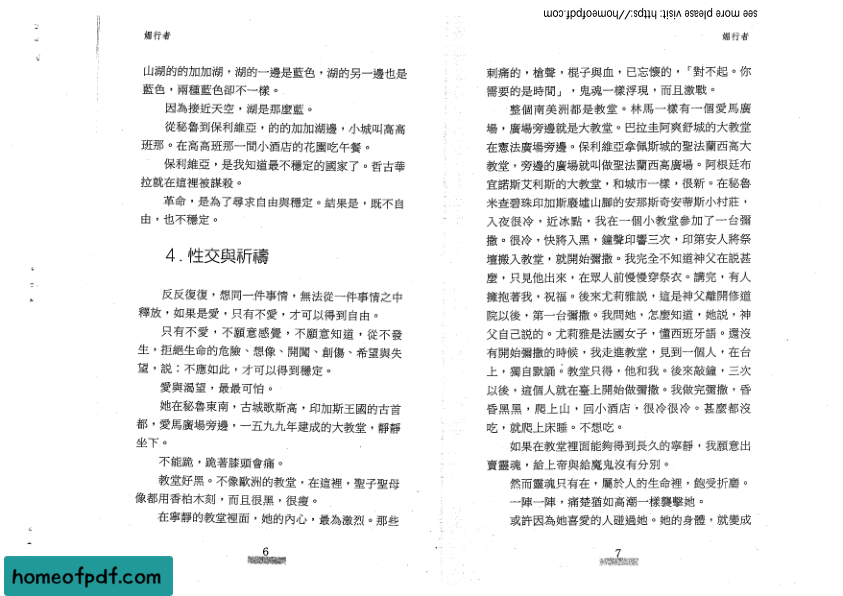 see more please visit: https://homeofpdf.com
媚行者
山湖的的加加湖，湖的一邊是藍色，湖的另一邊也是
藍色，兩種藍色卻不一樣。
因為接近天空，湖是那麼藍。
從秘魯到保利維亞，的的加加湖邊，小城叫高高
班那。在高高班那一間小酒店的花園吃午餐。
保利維亞，是我知道最不穩定的國家了。哲古華
拉就在這裡被謀殺。
革命，是為了尋求自由與穩定。結果是，既不自
由，也不穩定。
4．性交與祈禱
反反復復，想同一件事情，無法從一件事情之中
釋放，如果是愛，只有不愛，才可以得到自由。
只有不愛，不願意感覺，不願意知道，從不發
生，拒絕生命的危險、想像、開闊、創傷、希望與失
望，說：不應如此，才可以得到穩定。
愛與渴望，最最可怕。
她在秘魯東南，古城歌斯高，印加斯王國的古首
都，愛馬廣場旁邊，一五九九年建成的大教堂，靜靜
坐下。
不能跪，跪著膝頭會痛。
教堂好黑。不像歐洲的教堂，在這裡，聖子聖母
像都用香柏木刻，而且很黑，很瘦。
在寧靜的教堂裡面，她的內心，最為激烈。那些
6
媚行者
刺痛的，槍聲，棍子與血，已忘懷的，「對不起。你
需要的是時間」，鬼魂一樣浮現，而且激戰。
整個南美洲都是教堂。林馬一樣有一個愛馬廣
場，廣場旁邊就是大教堂。巴拉圭阿爽舒城的大教堂
在憲法廣場旁邊。保利維亞拿佩斯城的聖法蘭西高大
教堂，旁邊的廣場就叫做聖法蘭西高廣場。阿根廷布
宜諾斯艾利斯的大教堂，和城市一樣，很新。在秘魯
米查碧珠印加斯廢墟山腳的安那斯奇安蒂斯小村莊，
入夜很冷，近冰點，我在一個小教堂參加了一台彌
撒。很冷，快將入黑，鐘聲印響三次，印第安人將祭
壇搬入教堂，就開始彌撒。我完全不知道神父在說甚
麼，只見他出來，在眾人前慢慢穿祭衣。講完，有人
擁抱著我，祝福。後來尤莉雅說，這是神父離開修道
院以後，第一台彌撒。我問她，怎麼知道，她說，神
父自己說的。尤莉雅是法國女子，懂西班牙語。還沒
有開始彌撒的時候，我走進教堂，見到一個人，在台
上，獨自默誦。教堂只得，他和我。後來敲鐘，三次
以後，這個人就在臺上開始做彌撒。我做完彌撒，昏
昏黑黑，爬上山，回小酒店，很冷很冷。甚麼都沒
吃，就爬上床睡。不想吃。
如果在教堂裡面能夠得到長久的寧靜，我願意出
賣靈魂，給上帝與給魔鬼沒有分別。
然而靈魂只有在，屬於人的生命裡，飽受折磨。
一陣一陣，痛楚猶如高潮一樣襲擊她。
或許因為她喜愛的人碰過她。她的身體，就變成
7
homeofpdf.com